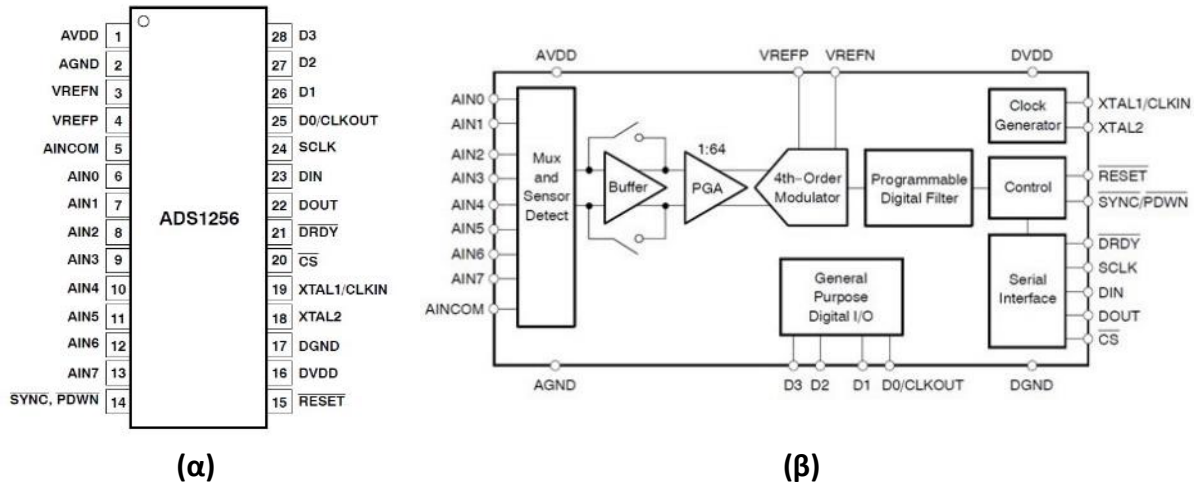 AVDD 1
AGND 2
VREFN 3
VREFP 4
AINCOM 5
AIN0 6
AIN1 7
AIN2 8
AIN3 9
AIN4 10
AIN5 11
AIN6 12
AIN7 13
SYNC, PDWN 14
ADS1256
28 D3
27 D2
26 D1
25 D0/CLKOUT
24 SCLK
23 DIN
22 DOUT
21 DRDY
20 CS
19 XTAL1/CLKIN
18 XTAL2
17 DGND
16 DVDD
15 RESET
(α)
AVDD
VREFP VREFN
DVDD
AIN0
AIN1
AIN2
AIN3
AIN4
AIN5
AIN6
AIN7
AINCOM
Mux
and
Sensor
Detect
Buffer
1:64
PGA
4th-Order
Modulator
Programmable
Digital Filter
Clock
Generator
XTAL1/CLKIN
XTAL2
Control
RESET
SYNC/PDWN
Serial
Interface
DRDY
SCLK
DIN
DOUT
CS
General
Purpose
Digital I/O
AGND
D3 D2 D1 D0/CLKOUT
DGND
(β)